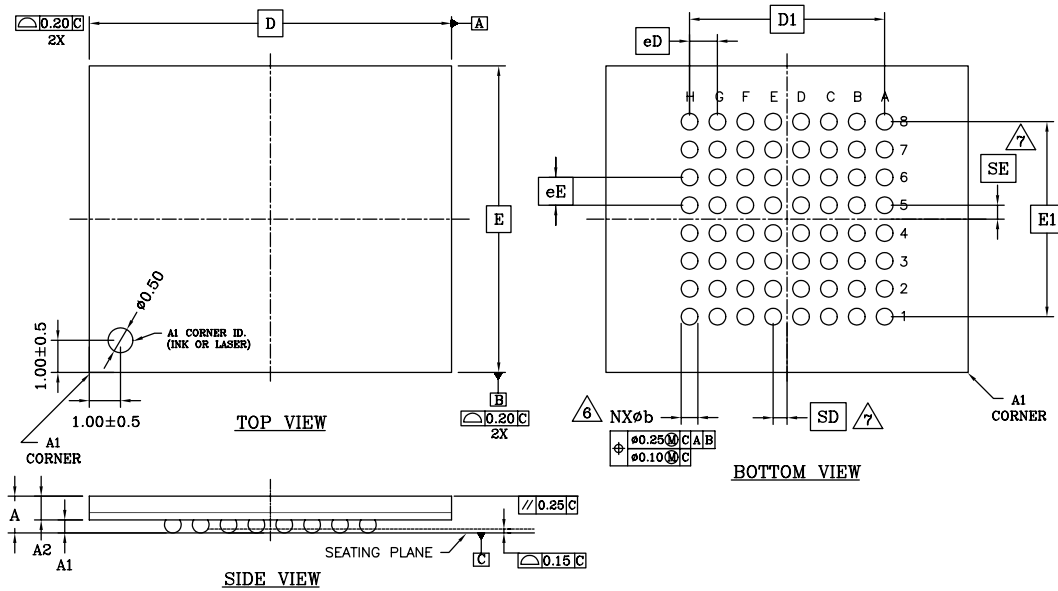 ⌓ 0.20 C
2X
D
A
E
ø0.50
A1 CORNER ID.
(INK OR LASER)
1.00±0.5
1.00±0.5
A1
CORNER
TOP VIEW
B
⌓ 0.20 C
2X
D1
eD
H G F E D C B A
8
7
6
5
4
3
2
1
7
SE
eE
E1
6 NXøb
⌖ ø0.25Ⓜ C A B
ø0.10Ⓜ C
SD 7
A1
CORNER
BOTTOM VIEW
A
A2
A1
// 0.25 C
SEATING PLANE
C
⌓ 0.15 C
SIDE VIEW